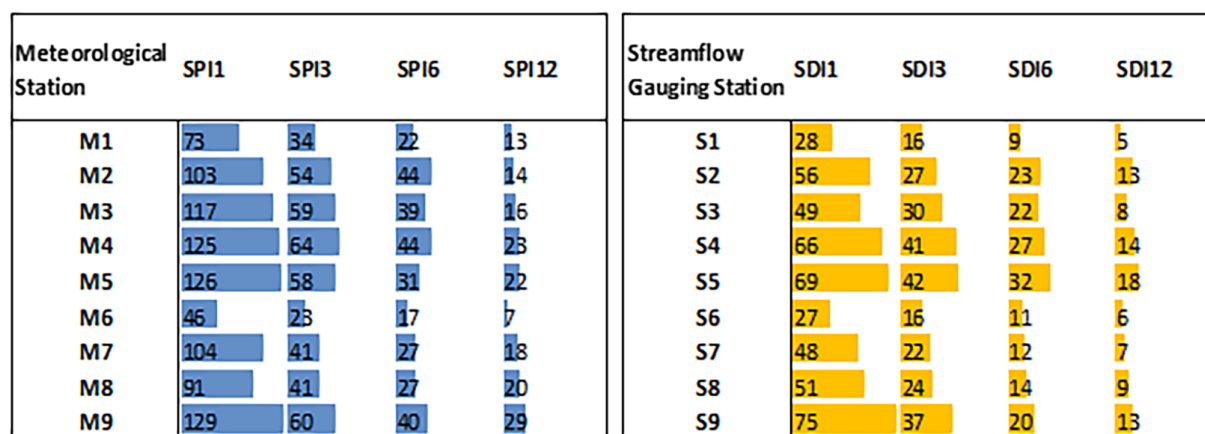 Meteorological Station SPI1 SPI3 SPI6 SPI12
M1 73 34 22 13
M2 103 54 44 14
M3 117 59 39 16
M4 125 64 44 23
M5 126 58 31 22
M6 46 23 17 7
M7 104 41 27 18
M8 91 41 27 20
M9 129 60 40 29
Streamflow Gauging Station SDI1 SDI3 SDI6 SDI12
S1 28 16 9 5
S2 56 27 23 13
S3 49 30 22 8
S4 66 41 27 14
S5 69 42 32 18
S6 27 16 11 6
S7 48 22 12 7
S8 51 24 14 9
S9 75 37 20 13